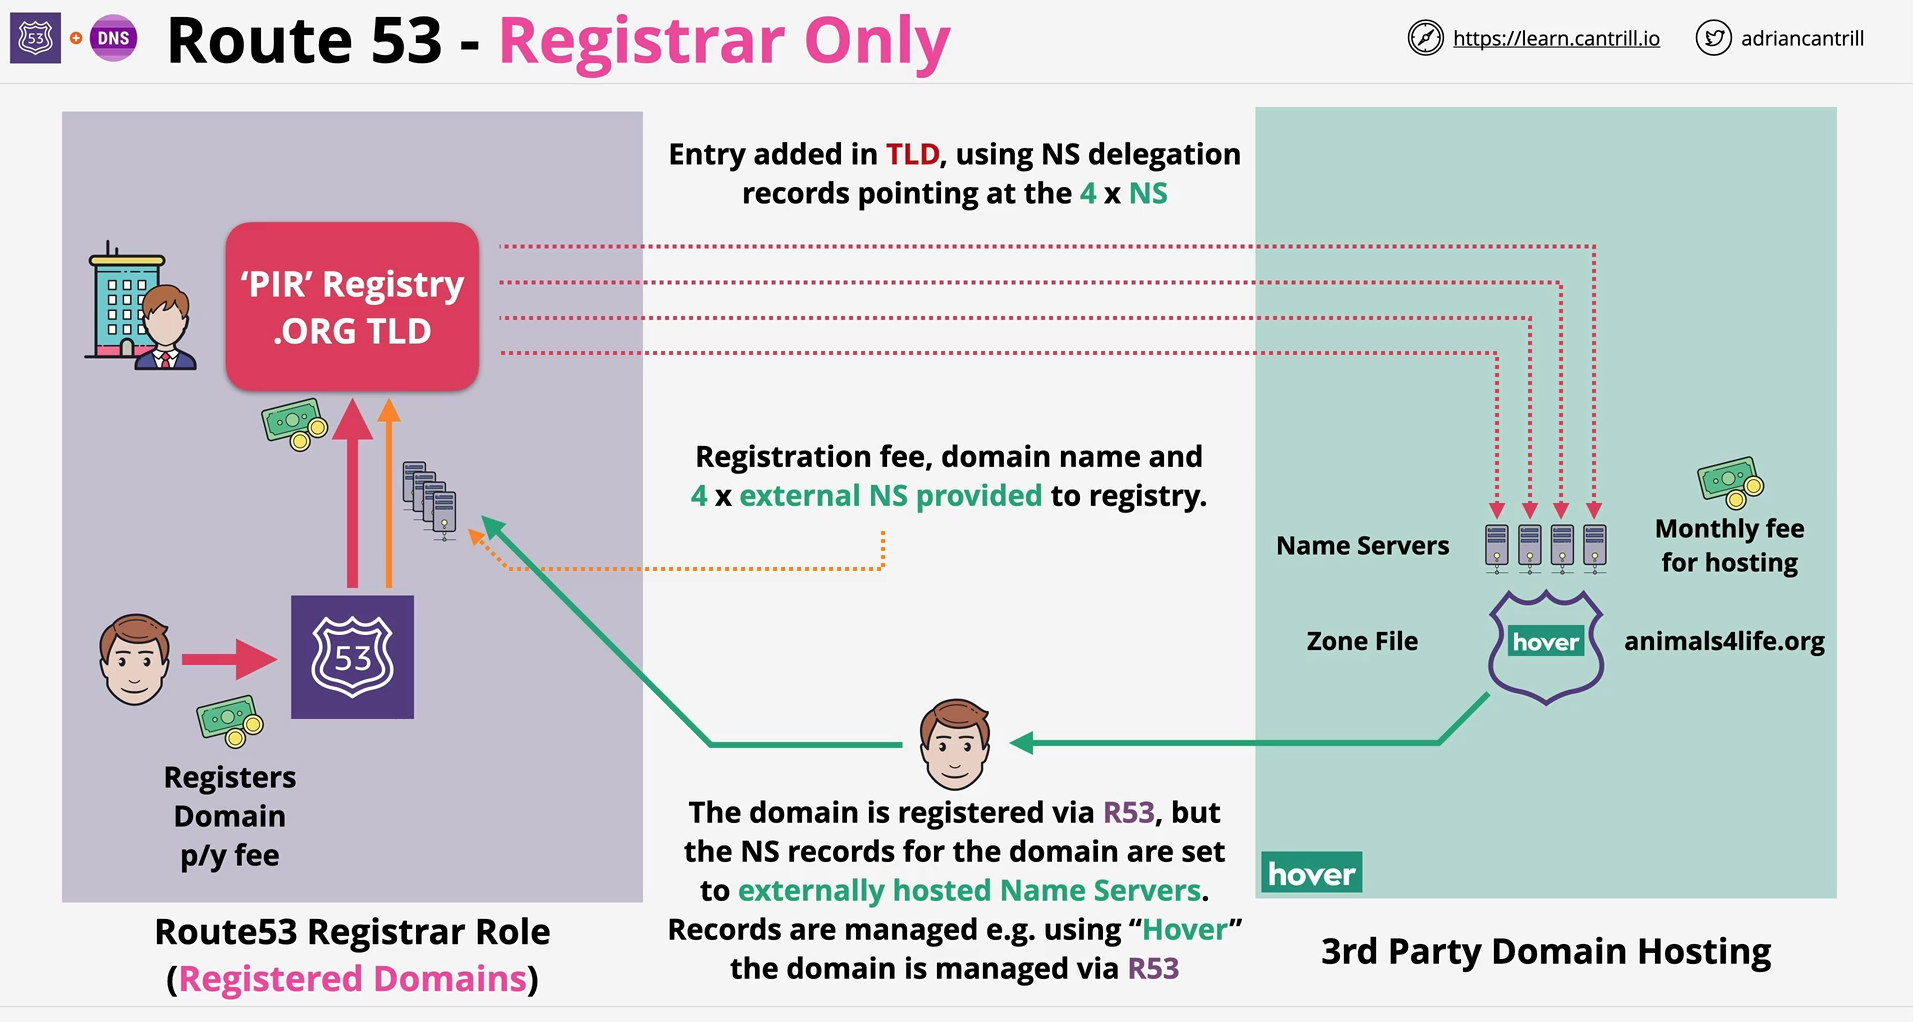 53
DNS
Route 53 - Registrar Only
https://learn.cantrill.io
adriancantrill
Entry added in TLD, using NS delegation
records pointing at the 4 x NS
‘PIR’ Registry
.ORG TLD
Registration fee, domain name and
4 x external NS provided to registry.
Name Servers
Monthly fee
for hosting
Zone File
hover
animals4life.org
53
Registers
Domain
p/y fee
The domain is registered via R53, but
the NS records for the domain are set
to externally hosted Name Servers.
Records are managed e.g. using “Hover”
the domain is managed via R53
hover
Route53 Registrar Role
(Registered Domains)
3rd Party Domain Hosting